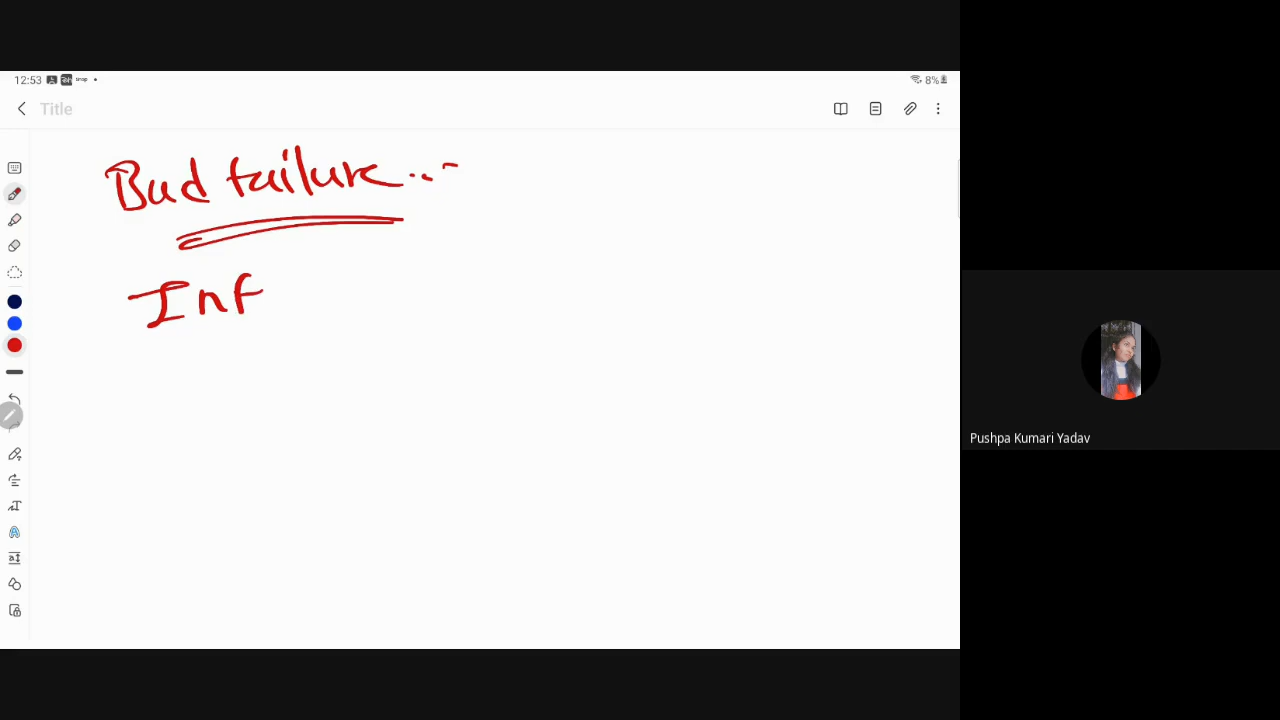 12:53 8%
Title
Bud failure...
Inf
Pushpa Kumari Yadav